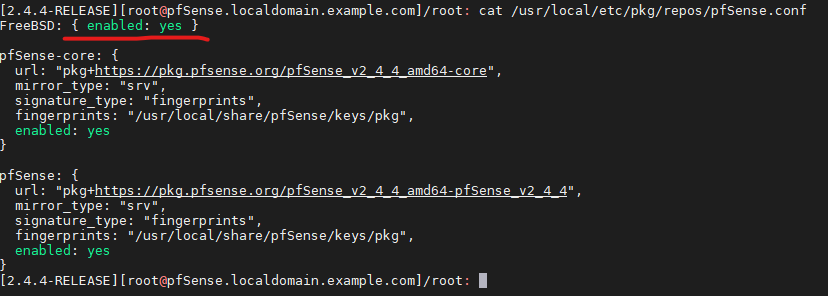 [2.4.4-RELEASE][root@pfSense.localdomain.example.com]/root: cat /usr/local/etc/pkg/repos/pfSense.conf
FreeBSD: { enabled: yes }
pfSense-core: {
url: "pkg+https://pkg.pfsense.org/pfSense_v2_4_4_amd64-core",
mirror_type: "srv",
signature_type: "fingerprints",
fingerprints: "/usr/local/share/pfSense/keys/pkg",
enabled: yes
}
pfSense: {
url: "pkg+https://pkg.pfsense.org/pfSense_v2_4_4_amd64-pfSense_v2_4_4",
mirror_type: "srv",
signature_type: "fingerprints",
fingerprints: "/usr/local/share/pfSense/keys/pkg",
enabled: yes
}
[2.4.4-RELEASE][root@pfSense.localdomain.example.com]/root: